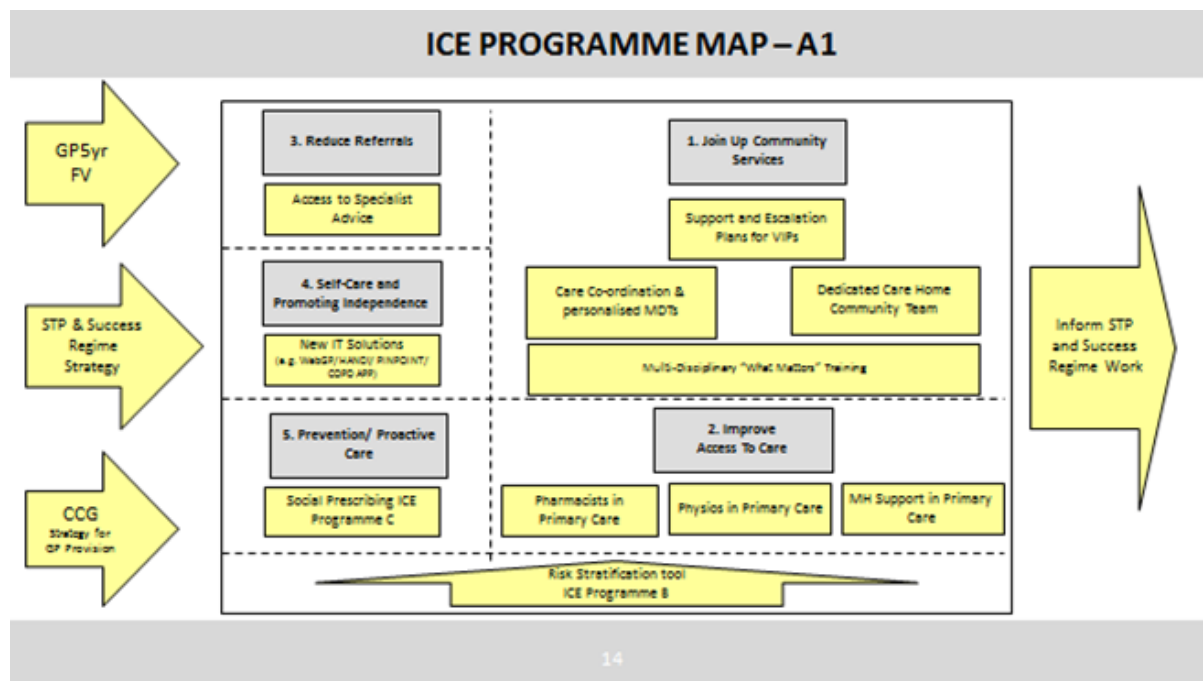 ICE PROGRAMME MAP – A1
GP5yr
FV
STP & Success
Regime
Strategy
CCG
Strategy for
GP Provision
3. Reduce Referrals
Access to Specialist
Advice
4. Self-Care and
Promoting Independence
New IT Solutions
(e.g. WebGP/HANDI/ PINPOINT/
COPD APP)
5. Prevention/ Proactive
Care
Social Prescribing ICE
Programme C
1. Join Up Community
Services
Support and Escalation
Plans for VIPs
Care Co-ordination &
personalised MDTs
Dedicated Care Home
Community Team
Multi-Disciplinary "What Matters" Training
2. Improve
Access To Care
Pharmacists in
Primary Care
Physios in Primary Care
MH Support in Primary
Care
Risk Stratification tool
ICE Programme B
Inform STP
and Success
Regime Work
14